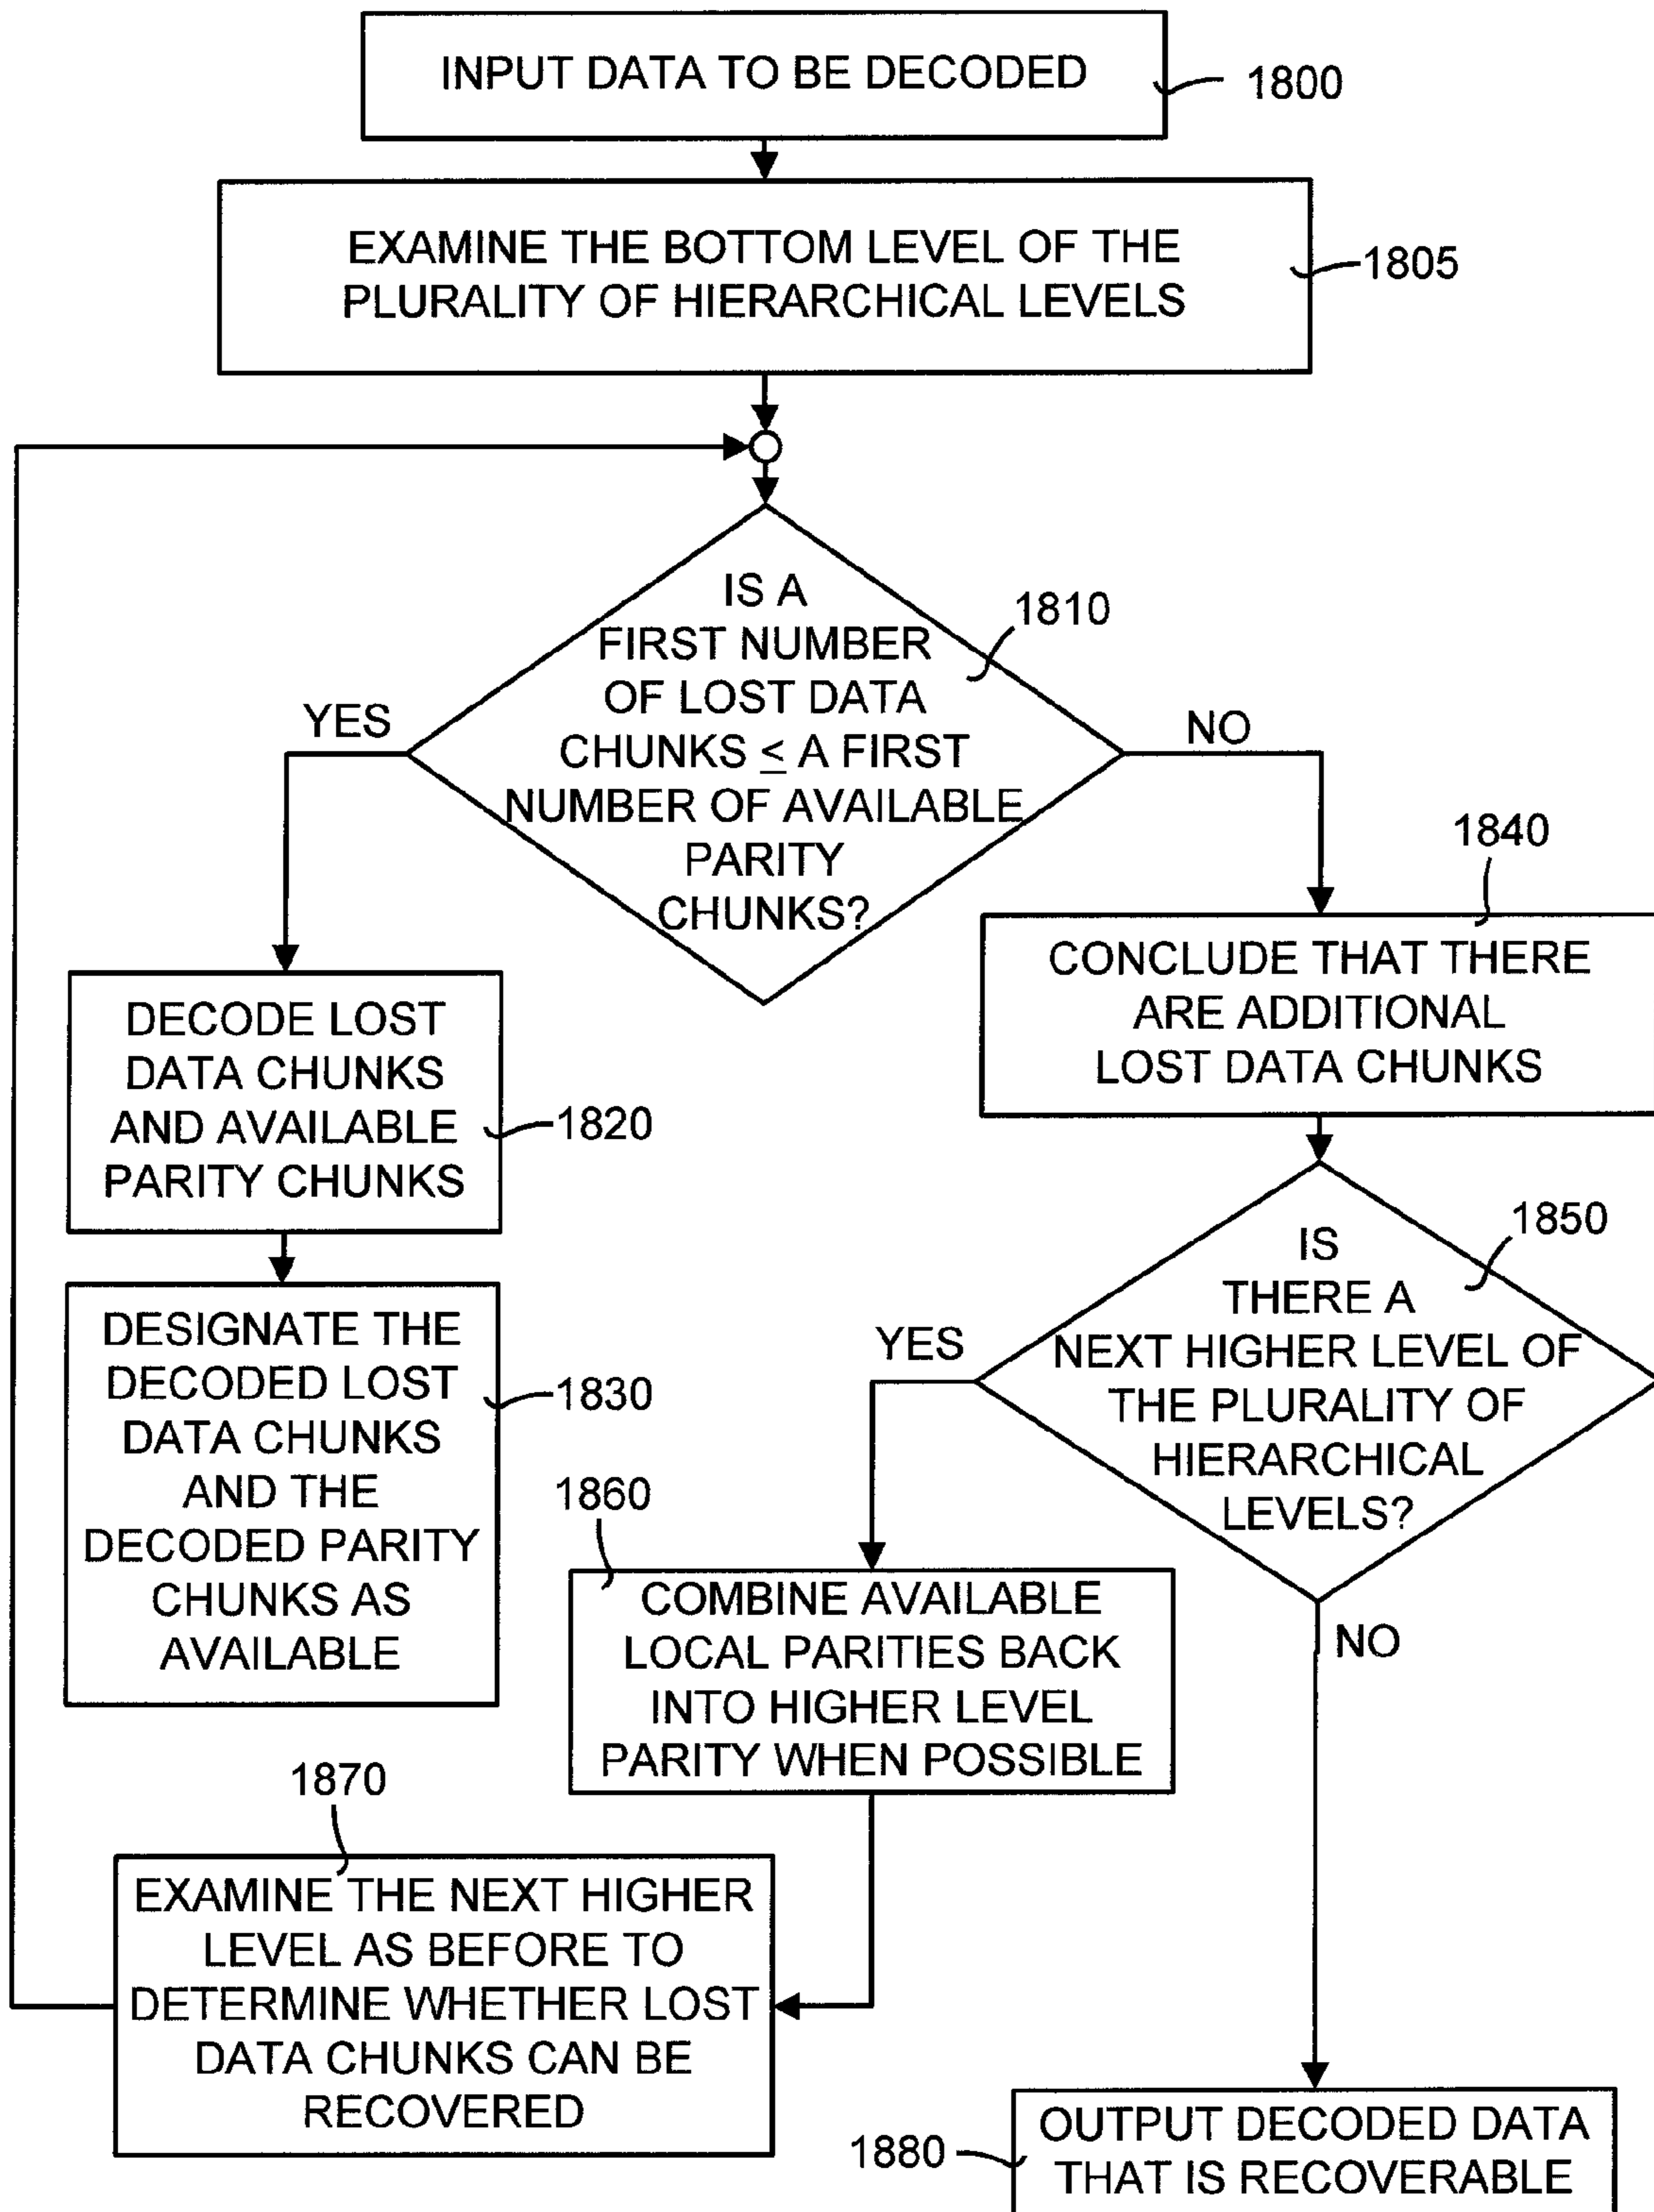 INPUT DATA TO BE DECODED
1800
EXAMINE THE BOTTOM LEVEL OF THE
PLURALITY OF HIERARCHICAL LEVELS
1805
IS A
FIRST NUMBER
OF LOST DATA
CHUNKS ≤ A FIRST
NUMBER OF AVAILABLE
PARITY
CHUNKS?
1810
YES
NO
DECODE LOST
DATA CHUNKS
AND AVAILABLE
PARITY CHUNKS
1820
1840
CONCLUDE THAT THERE
ARE ADDITIONAL
LOST DATA CHUNKS
DESIGNATE THE
DECODED LOST
DATA CHUNKS
AND THE
DECODED PARITY
CHUNKS AS
AVAILABLE
1830
IS
THERE A
NEXT HIGHER LEVEL OF
THE PLURALITY OF
HIERARCHICAL
LEVELS?
1850
YES
NO
1860
COMBINE AVAILABLE
LOCAL PARITIES BACK
INTO HIGHER LEVEL
PARITY WHEN POSSIBLE
1870
EXAMINE THE NEXT HIGHER
LEVEL AS BEFORE TO
DETERMINE WHETHER LOST
DATA CHUNKS CAN BE
RECOVERED
1880
OUTPUT DECODED DATA
THAT IS RECOVERABLE